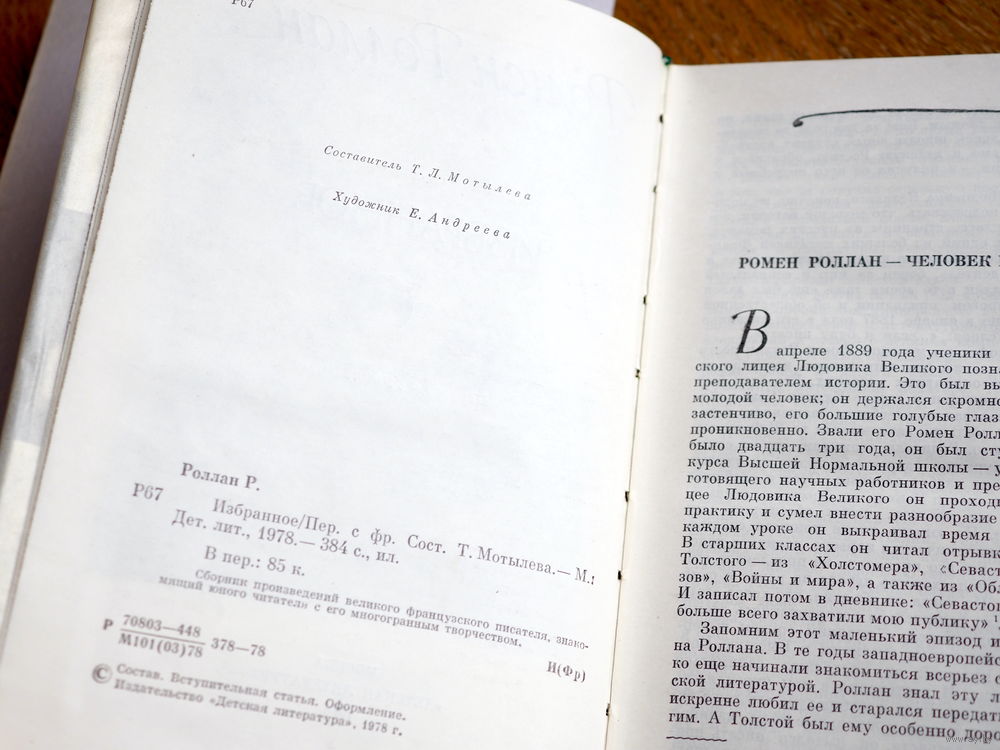 Р67
Составитель Т. Л. Мотылева
Художник Е. Андреева
Роллан Р.
Р67
Избранное/Пер. с фр. Сост. Т. Мотылева.— М.:
Дет. лит., 1978.— 384 с., ил.
В пер.: 85 к.
Сборник произведений великого французского писателя, знако-
мящий юного читателя с его многогранным творчеством.
Р 70803—448
М101(03)78 378—78
И(Фр)
© Состав. Вступительная статья. Оформление.
Издательство «Детская литература», 1978 г.
РОМЕН РОЛЛАН — ЧЕЛОВЕК
В апреле 1889 года ученики
ского лицея Людовика Великого позн
преподавателем истории. Это был вы
молодой человек; он держался скромн
застенчиво, его большие голубые глаз
проникновенно. Звали его Ромен Ролл
было двадцать три года, он был сту
курса Высшей Нормальной школы — у
готовящего научных работников и пре
цее Людовика Великого он проходи
практику и сумел внести разнообразие
каждом уроке он выкраивал время
В старших классах он читал отрывк
Толстого — из «Холстомера», «Севаст
зов», «Войны и мира», а также из «Об
И записал потом в дневнике: «Севасто
больше всего захватили мою публику» ¹
Запомним этот маленький эпизод и
на Роллана. В те годы западноевропейс
ко еще начинали знакомиться всерьез с
ской литературой. Роллан знал эту л
искренне любил ее и старался передат
гим. А Толстой был ему особенно доро